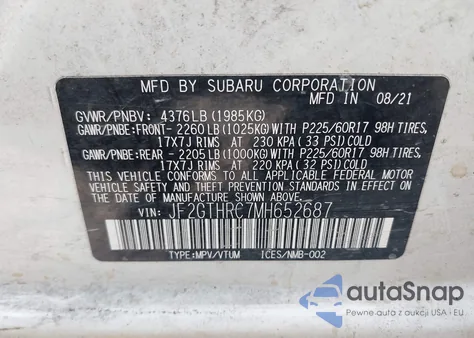 MFD BY SUBARU CORPORATION
IN 08/21
GVWR/PNBV: 4376LB (1985KG)
GAWR/PNBE:FRONT- 2260LB (1025KG)WITH P225/60R17 98H TIRES,
17X7J RIMS AT 230 KPA ( 33 PSI)COLD
GAWR/PNBE:REAR - 2205LB (1000KG)WITH P225/60R17 98H TIRES,
17X7J RIMS AT 220 KPA ( 32 PSI)COLD
THIS VEHICLE CONFORMS TO ALL APPLICABLE FEDERAL MOTOR
VEHICLE SAFETY, BUMPER, AND THEFT PREVENTION STANDARDS IN
EFFECT ON THE DATE OF MANUFACTURE SHOWN ABOVE.
VIN: JF2GTHRC7MH652687
TYPE:MPV/VTUM ICES/NMB-002
autoSnap
Pewne auta z aukcji USA i EU